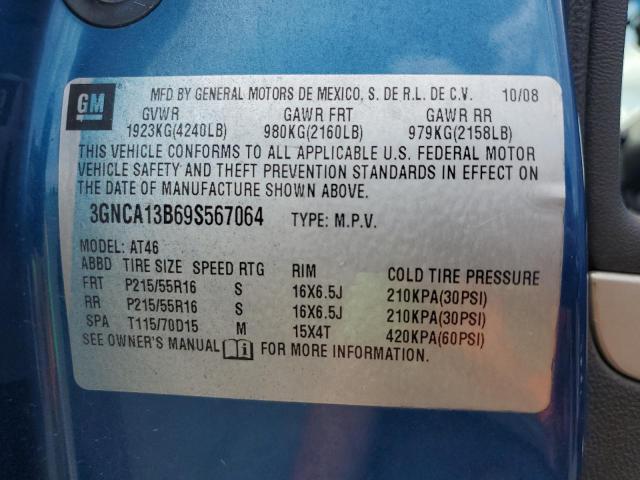 GM
MFD BY GENERAL MOTORS DE MEXICO, S. DE R.L. DE C.V. 10/08
GVWR GAWR FRT GAWR RR
1923KG(4240LB) 980KG(2160LB) 979KG(2158LB)
THIS VEHICLE CONFORMS TO ALL APPLICABLE U.S. FEDERAL MOTOR
VEHICLE SAFETY AND THEFT PREVENTION STANDARDS IN EFFECT
ON THE DATE OF MANUFACTURE SHOWN ABOVE.
3GNCA13B69S567064 TYPE: M.P.V.
MODEL: AT46
ABBD TIRE SIZE SPEED RTG RIM COLD TIRE PRESSURE
FRT P215/55R16 S 16X6.5J 210KPA(30PSI)
RR P215/55R16 S 16X6.5J 210KPA(30PSI)
SPA T115/70D15 M 15X4T 420KPA(60PSI)
SEE OWNER'S MANUAL FOR MORE INFORMATION.